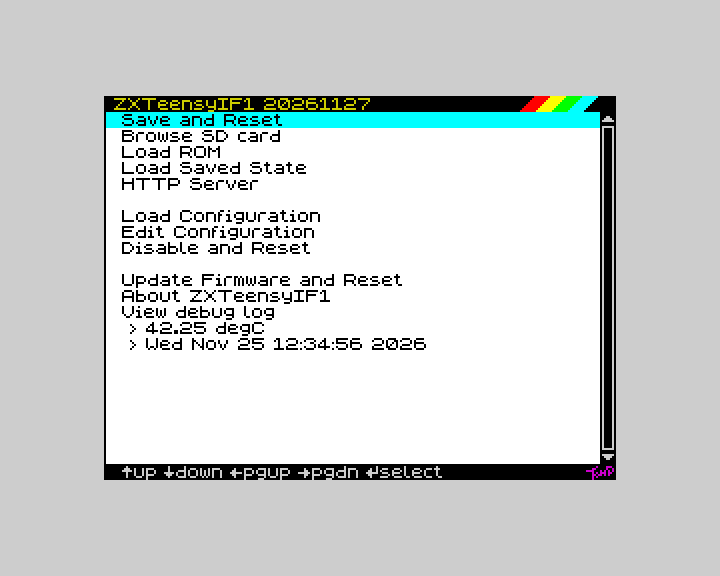 ZXTeensyIF1 20261127
Save and Reset
Browse SD card
Load ROM
Load Saved State
HTTP Server
Load Configuration
Edit Configuration
Disable and Reset
Update Firmware and Reset
About ZXTeensyIF1
View debug log
> 42.25 degC
> Wed Nov 25 12:34:56 2026
↑up ↓down ←pgup →pgdn ↵select